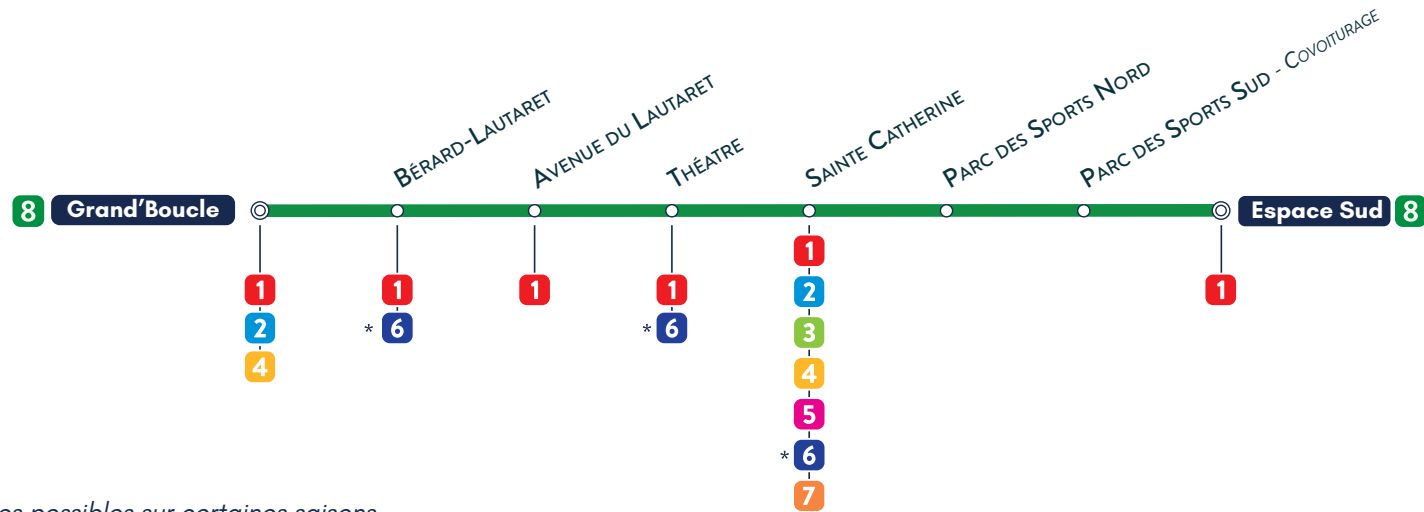 Bérard-Lautaret
Avenue du Lautaret
Théatre
Sainte Catherine
Parc des Sports Nord
Parc des Sports Sud - Covoiturage
8 Grand'Boucle
Espace Sud 8
1
2
4
1
* 6
1
1
* 6
1
2
3
4
5
* 6
7
1
possibles sur certaines saisons